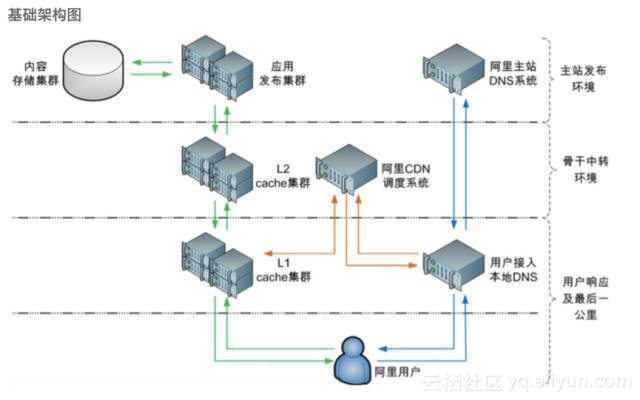 基础架构图
内容
存储集群
应用
发布集群
阿里主站
DNS系统
主站发布
环境
L2
cache集群
阿里CDN
调度系统
骨干中转
环境
L1
cache集群
用户接入
本地DNS
用户响应
及最后一
公里
阿里用户
云栖社区 yq.aliyun.com